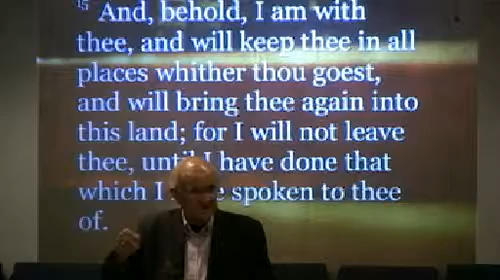 15 And, behold, I am with
thee, and will keep thee in all
places whither thou goest,
and will bring thee again into
this land; for I will not leave
thee, until I have done that
which I spoken to thee
of.